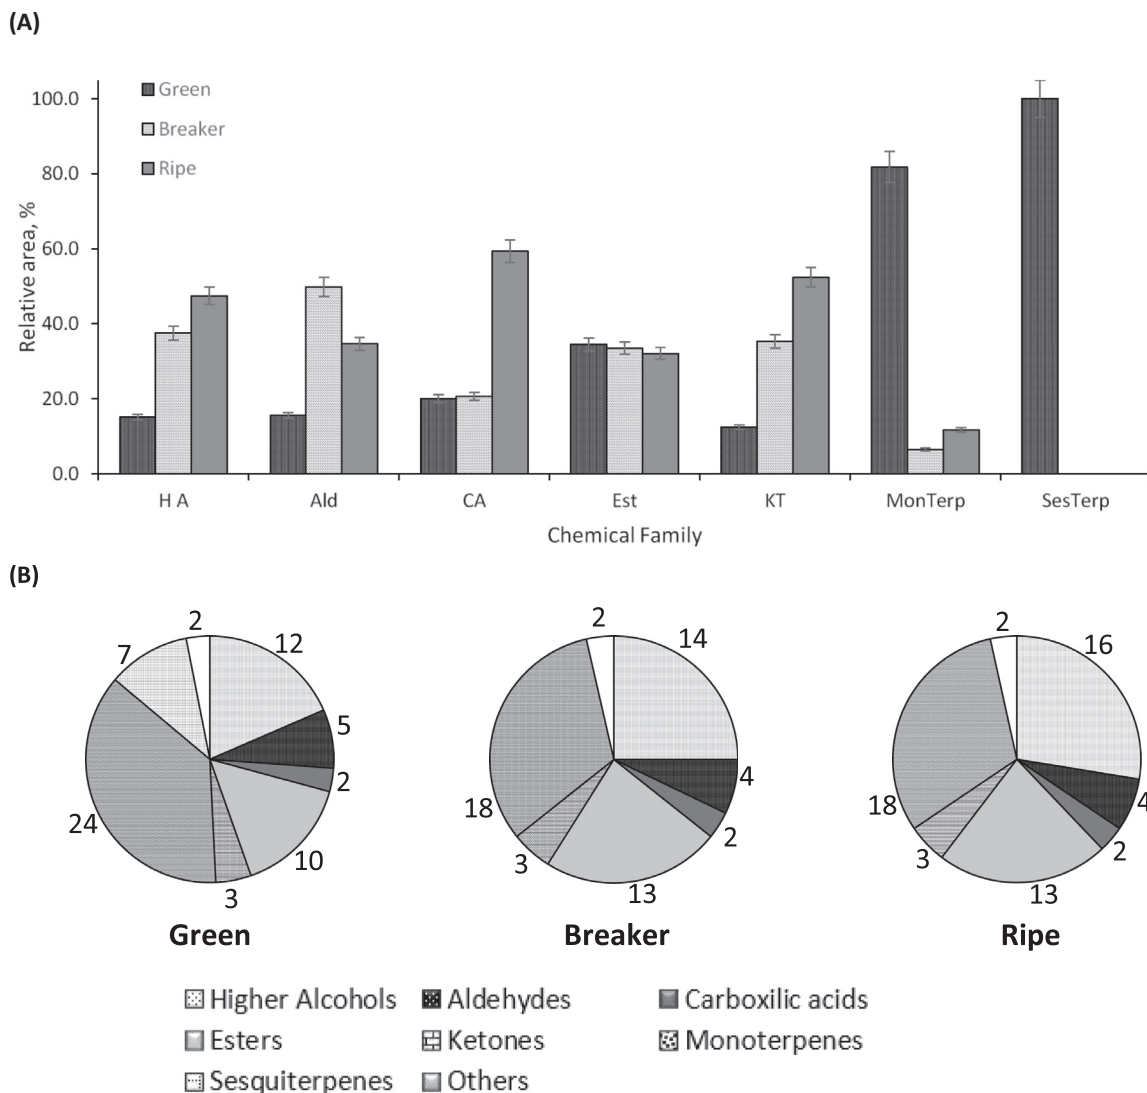 (A)
Green
Breaker
Ripe
100.0
80.0
60.0
40.0
20.0
0.0
Relative area, %
H A Ald CA Est KT MonTerp SesTerp
Chemical Family
(B)
2 12 5 2 10 3 24 7
2 14 4 2 13 3 18
2 16 4 2 13 3 18
Green Breaker Ripe
Higher Alcohols Aldehydes Carboxilic acids
Esters Ketones Monoterpenes
Sesquiterpenes Others